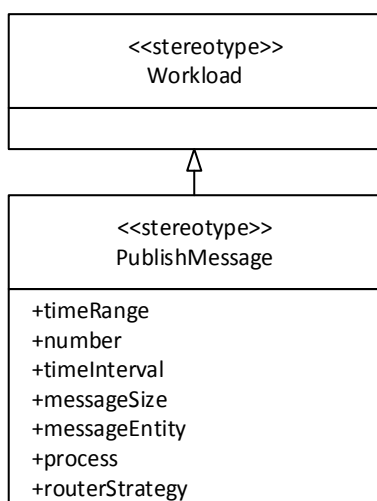 <<stereotype>>
Workload
<<stereotype>>
PublishMessage
+timeRange
+number
+timeInterval
+messageSize
+messageEntity
+process
+routerStrategy